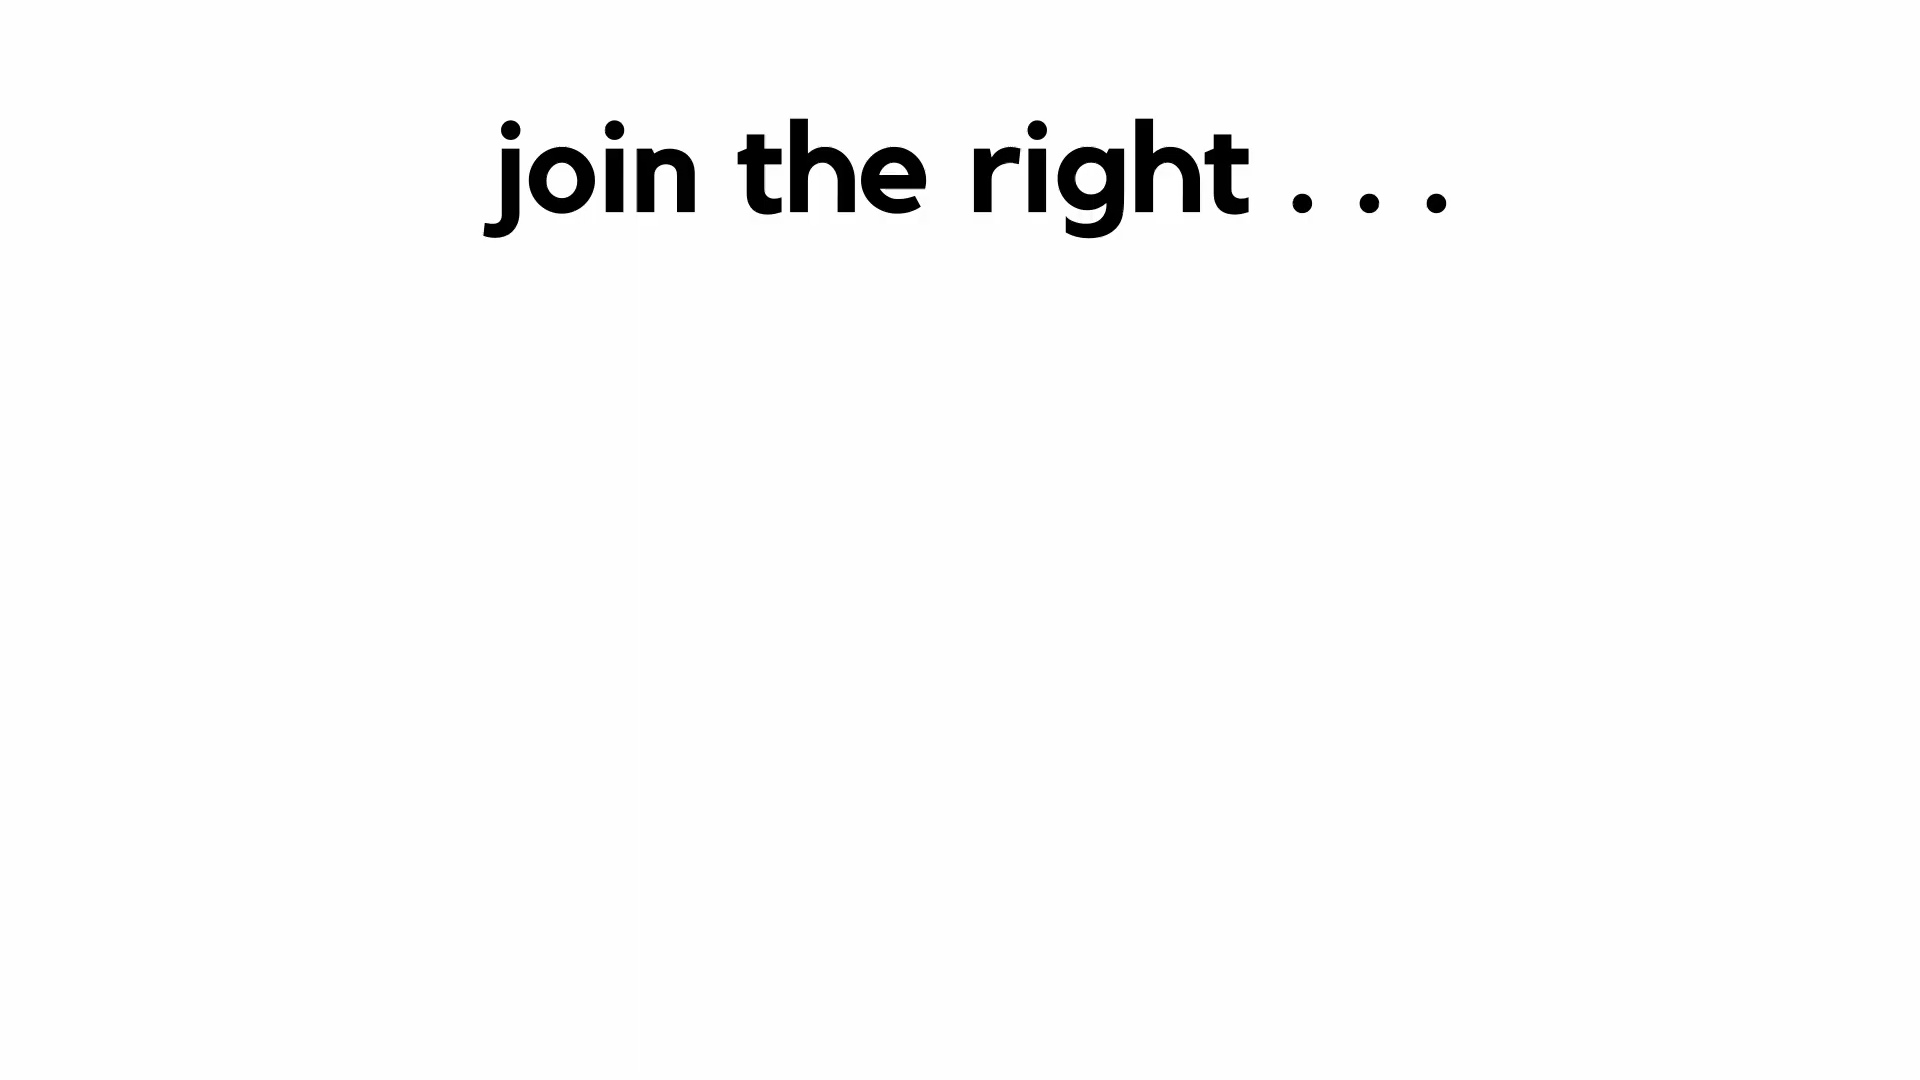 join the right . . .